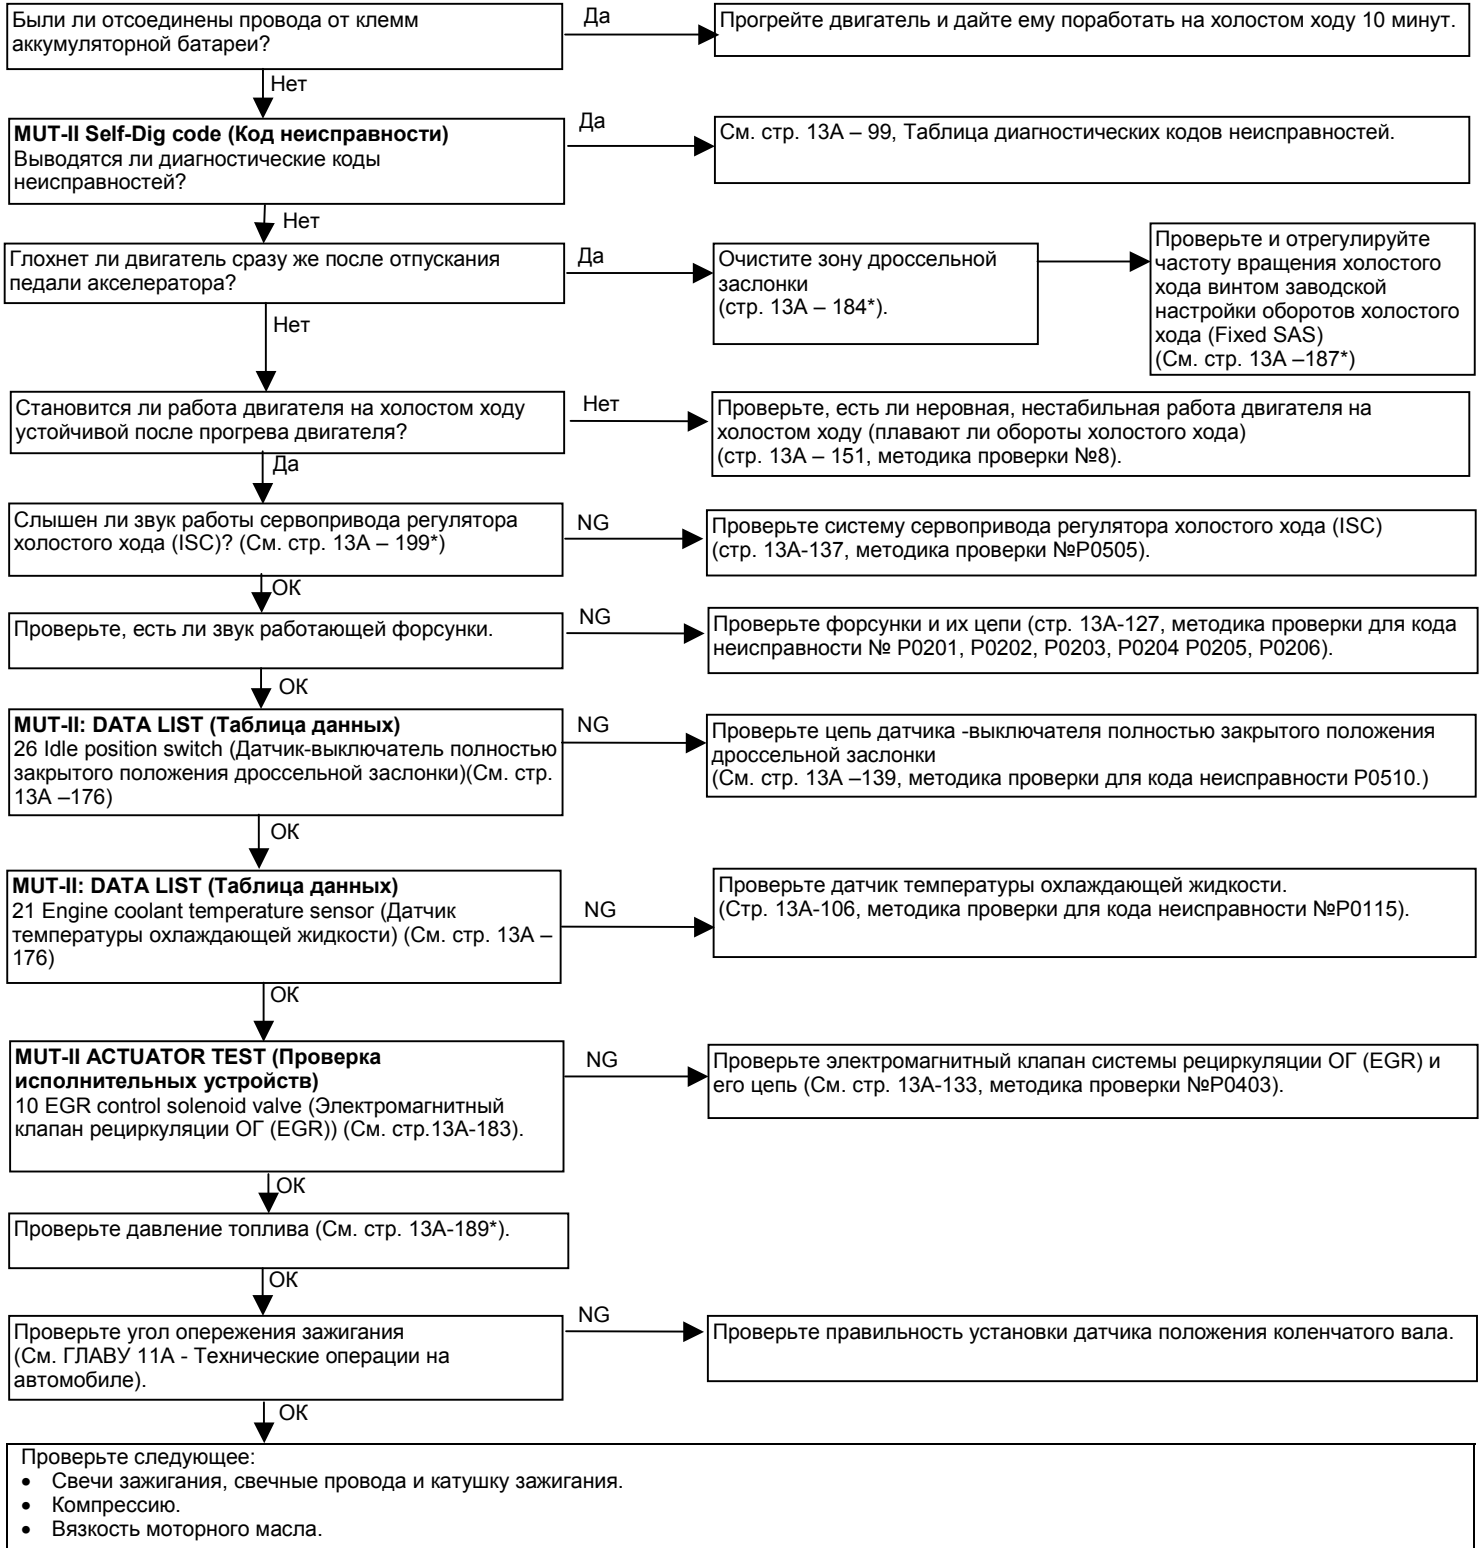 Были ли отсоединены провода от клемм
аккумуляторной батареи?
Да
Прогрейте двигатель и дайте ему поработать на холостом ходу 10 минут.
Нет
MUT-II Self-Dig code (Код неисправности)
Выводятся ли диагностические коды
неисправностей?
Да
См. стр. 13А – 99, Таблица диагностических кодов неисправностей.
Нет
Глохнет ли двигатель сразу же после отпускания
педали акселератора?
Да
Очистите зону дроссельной
заслонки
(стр. 13А – 184*).
Проверьте и отрегулируйте
частоту вращения холостого
хода винтом заводской
настройки оборотов холостого
хода (Fixed SAS)
(См. стр. 13А –187*)
Нет
Становится ли работа двигателя на холостом ходу
устойчивой после прогрева двигателя?
Нет
Проверьте, есть ли неровная, нестабильная работа двигателя на
холостом ходу (плавают ли обороты холостого хода)
(стр. 13А – 151, методика проверки №8).
Да
Слышен ли звук работы сервопривода регулятора
холостого хода (ISC)? (См. стр. 13А – 199*)
NG
Проверьте систему сервопривода регулятора холостого хода (ISC)
(стр. 13А-137, методика проверки №Р0505).
ОК
Проверьте, есть ли звук работающей форсунки.
NG
Проверьте форсунки и их цепи (стр. 13А-127, методика проверки для кода
неисправности № Р0201, Р0202, Р0203, Р0204 Р0205, Р0206).
ОК
MUT-II: DATA LIST (Таблица данных)
26 Idle position switch (Датчик-выключатель полностью
закрытого положения дроссельной заслонки)(См. стр.
13А –176)
NG
Проверьте цепь датчика -выключателя полностью закрытого положения
дроссельной заслонки
(См. стр. 13А –139, методика проверки для кода неисправности Р0510.)
ОК
MUT-II: DATA LIST (Таблица данных)
21 Engine coolant temperature sensor (Датчик
температуры охлаждающей жидкости) (См. стр. 13А –
176)
NG
Проверьте датчик температуры охлаждающей жидкости.
(Стр. 13А-106, методика проверки для кода неисправности №Р0115).
ОК
MUT-II ACTUATOR TEST (Проверка
исполнительных устройств)
10 EGR control solenoid valve (Электромагнитный
клапан рециркуляции ОГ (EGR)) (См. стр.13А-183).
NG
Проверьте электромагнитный клапан системы рециркуляции ОГ (EGR) и
его цепь (См. стр. 13А-133, методика проверки №Р0403).
ОК
Проверьте давление топлива (См. стр. 13А-189*).
ОК
Проверьте угол опережения зажигания
(См. ГЛАВУ 11А - Технические операции на
автомобиле).
NG
Проверьте правильность установки датчика положения коленчатого вала.
ОК
Проверьте следующее:
• Свечи зажигания, свечные провода и катушку зажигания.
• Компрессию.
• Вязкость моторного масла.